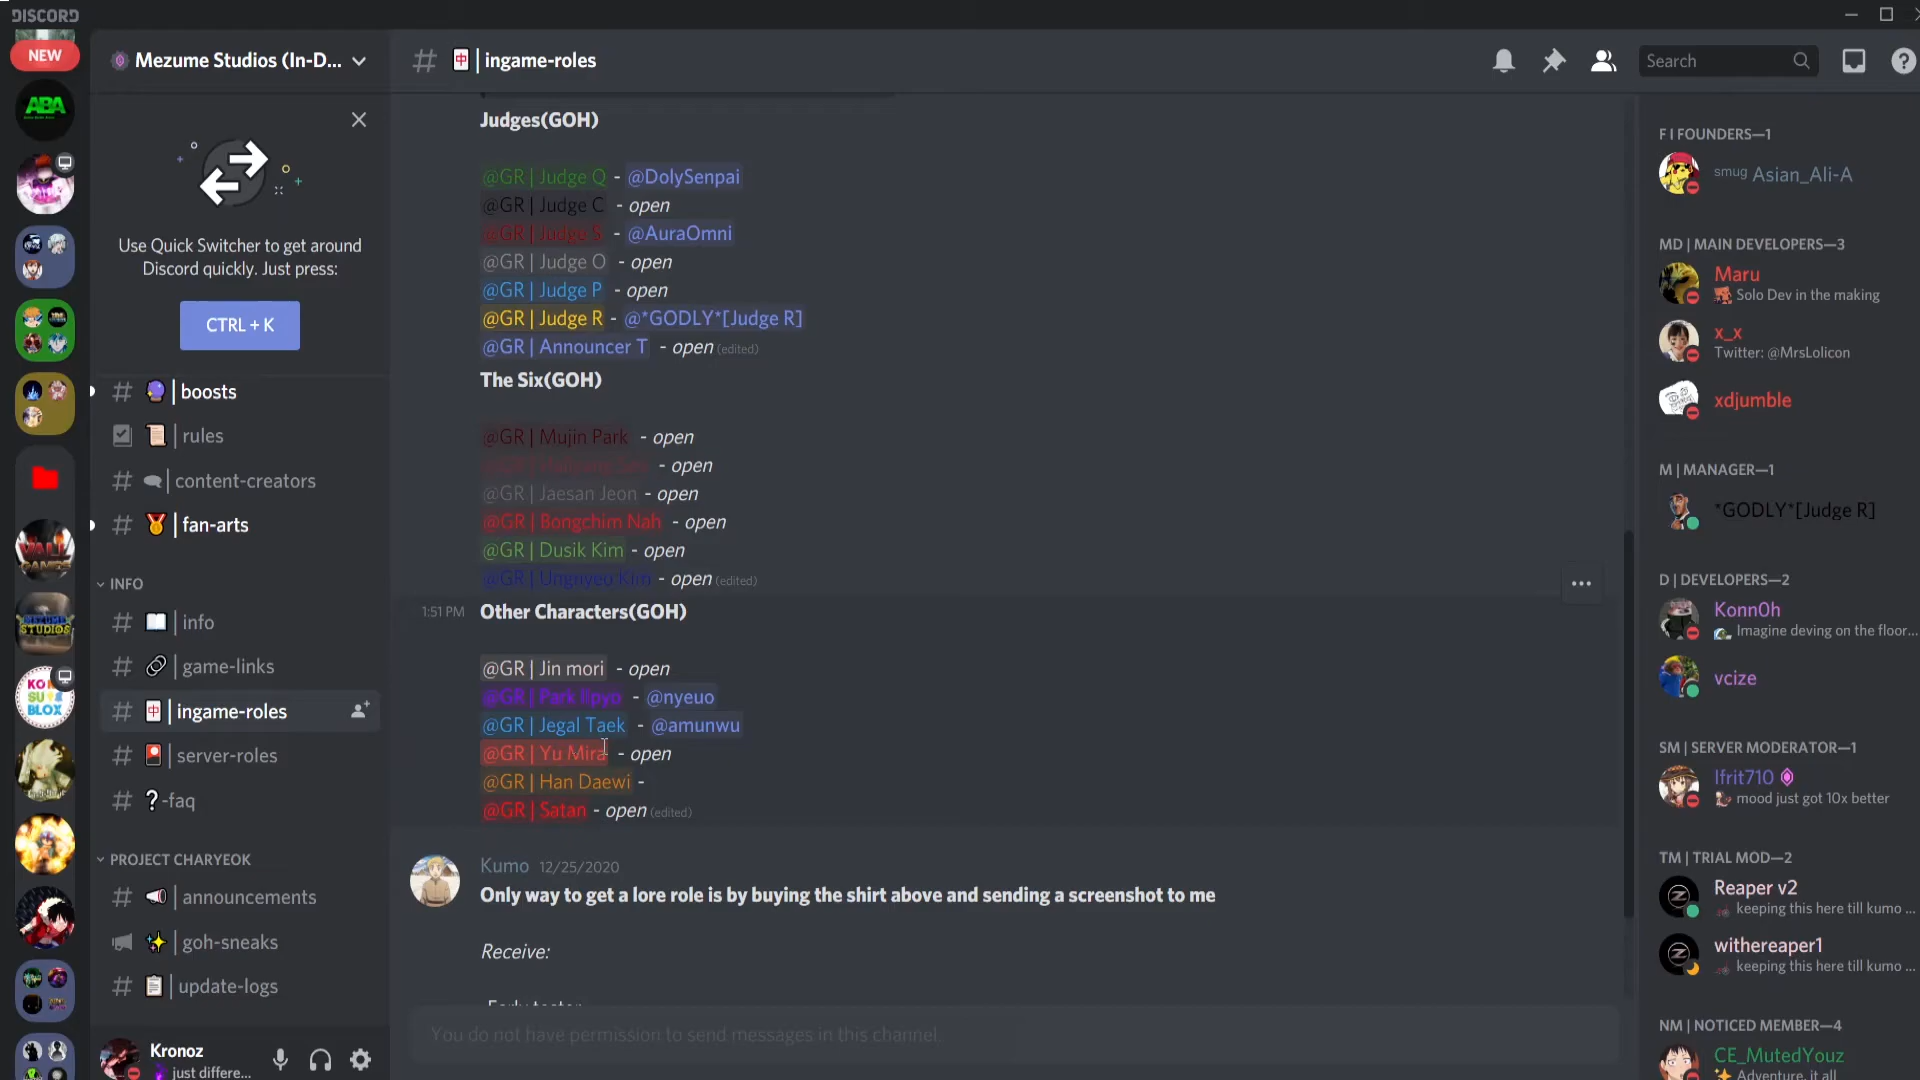 DISCORD
NEW
ABA
Mezume Studios (In-D...
| ingame-roles
Search
Use Quick Switcher to get around
Discord quickly. Just press:
CTRL + K
| boosts
| rules
| content-creators
| fan-arts
INFO
| info
| game-links
| ingame-roles
| server-roles
?-faq
PROJECT CHARYEOK
| announcements
| goh-sneaks
| update-logs
Kronoz
just differe...
Judges(GOH)
@GR | Judge Q - @DolySenpai
@GR | Judge C - open
@GR | Judge S - @AuraOmni
@GR | Judge O - open
@GR | Judge P - open
@GR | Judge R - @*GODLY*[Judge R]
@GR | Announcer T - open (edited)
The Six(GOH)
@GR | Mujin Park - open
- open
@GR | Jaesan Jeon - open
@GR | Bongchim Nah - open
@GR | Dusik Kim - open
@GR | Ungnyeo Kim - open (edited)
1:51 PM Other Characters(GOH)
@GR | Jin mori - open
@GR | Park Ilpyo - @nyeuo
@GR | Jegal Taek - @amunwu
@GR | Yu Mira - open
@GR | Han Daewi -
@GR | Satan - open (edited)
Kumo 12/25/2020
Only way to get a lore role is by buying the shirt above and sending a screenshot to me
Receive:
Early tester
You do not have permission to send messages in this channel.
F I FOUNDERS—1
smug Asian_Ali-A
MD | MAIN DEVELOPERS—3
Maru
Solo Dev in the making
x_x
Twitter: @MrsLolicon
xdjumble
M | MANAGER—1
*GODLY*[Judge R]
D | DEVELOPERS—2
Konn0h
Imagine deving on the floor...
vcize
SM | SERVER MODERATOR—1
Ifrit710
mood just got 10x better
TM | TRIAL MOD—2
Reaper v2
keeping this here till kumo ...
withereaper1
keeping this here till kumo ...
NM | NOTICED MEMBER—4
CE_MutedYouz
Adventure, it all